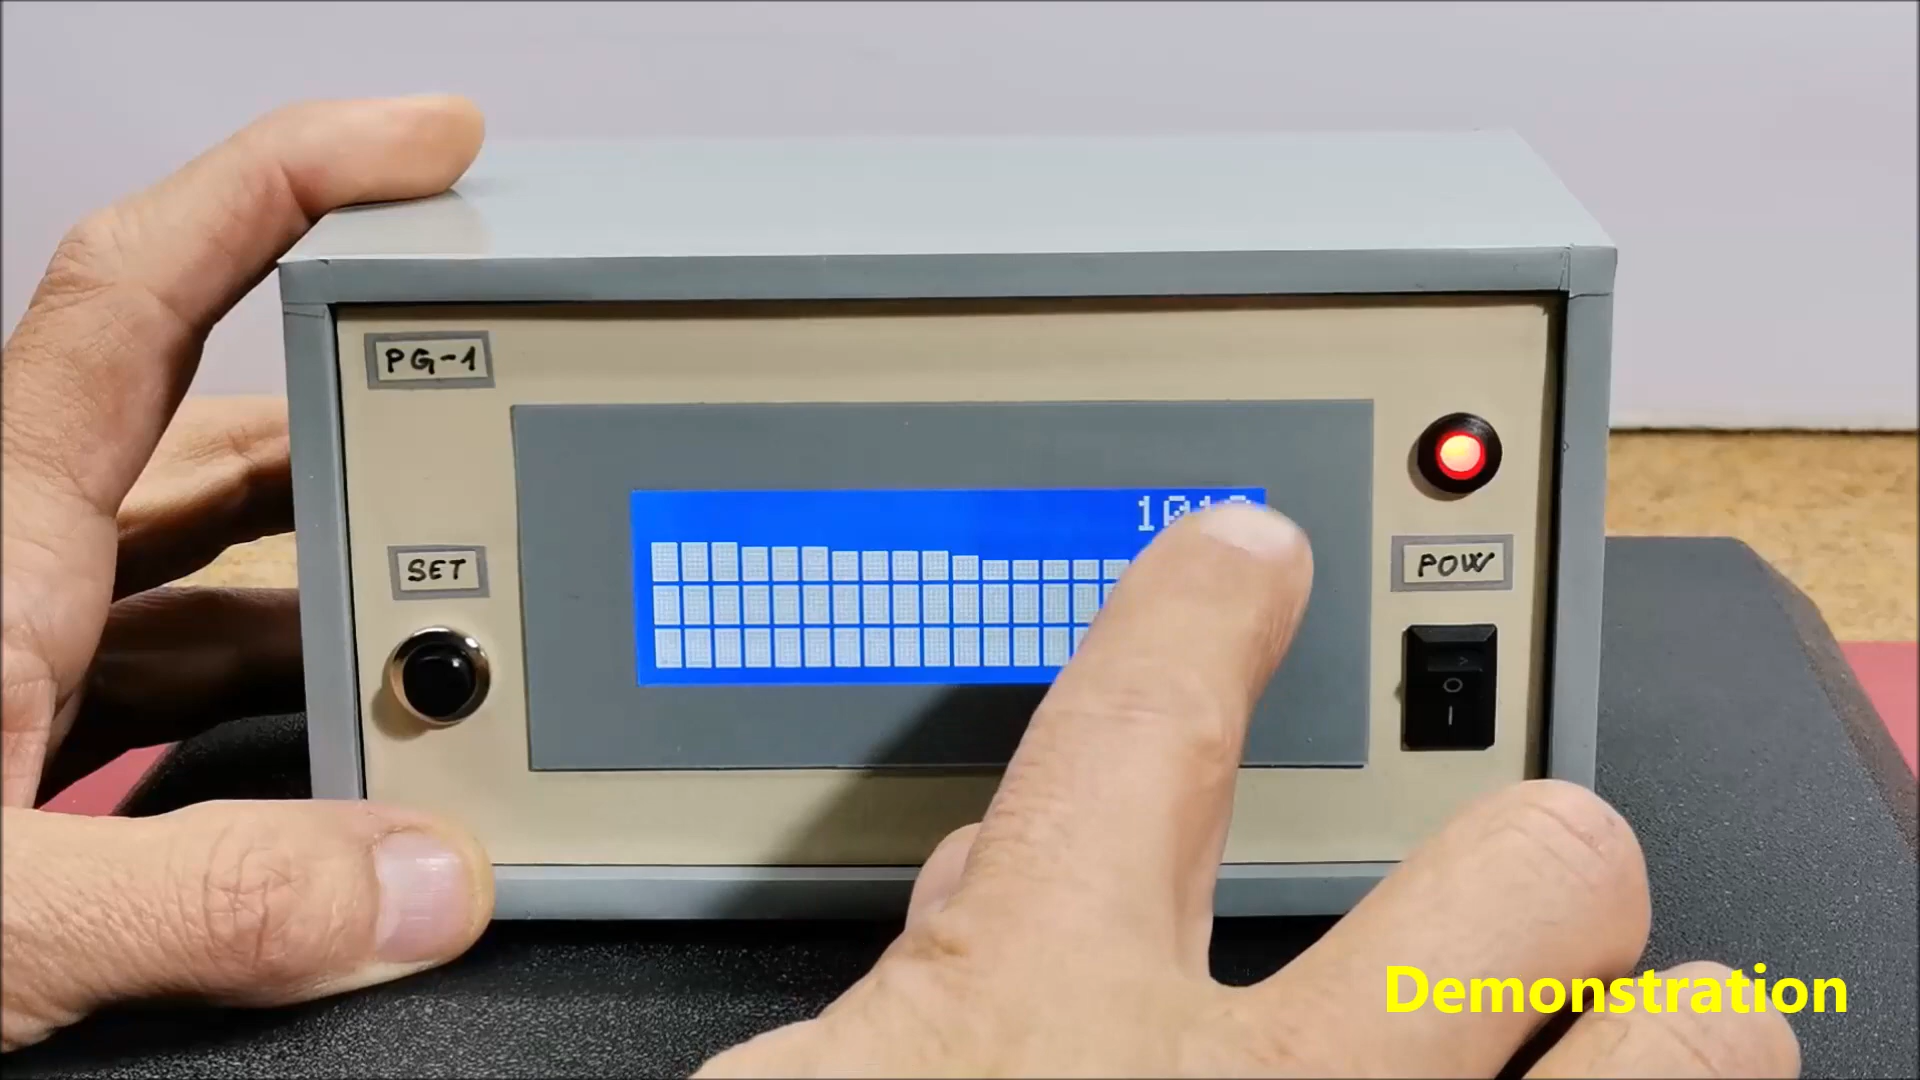 PG-1
SET
POW
O
I
Demonstration